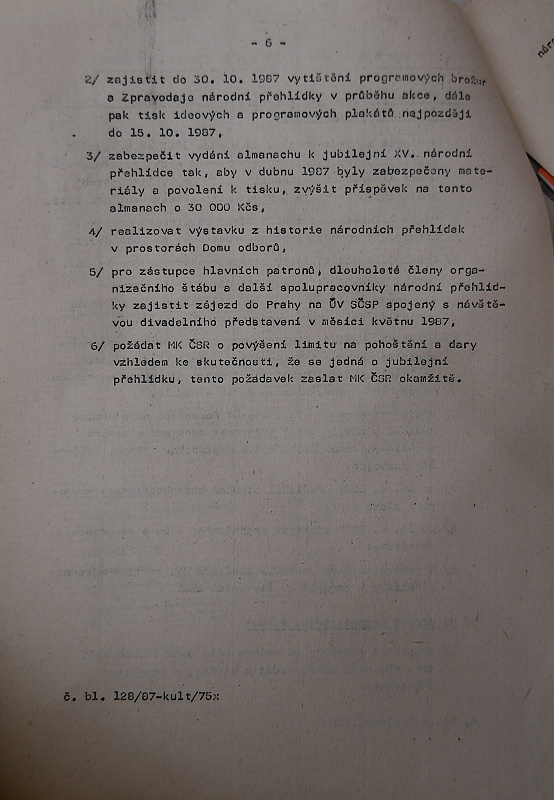 - 6 -
2/ zajistit do 30. 10. 1987 vytištění programových brožur
a Zpravodaje národní přehlídky v průběhu akce, dále
pak tisk ideových a programových plakátů nejpozději
do 15. 10. 1987,
3/ zabezpečit vydání almanachu k jubilejní XV. národní
přehlídce tak, aby v dubnu 1987 byly zabezpečeny mate-
riály a povolení k tisku, zvýšit příspěvek na tento
almanach o 30 000 Kčs,
4/ realizovat výstavku z historie národních přehlídek
v prostorách Domu odborů,
5/ pro zástupce hlavních patronů, dlouholeté členy orga-
nizačního štábu a další spolupracovníky národní přehlíd-
ky zajistit zájezd do Prahy na ÚV SČSP spojený s návště-
vou divadelního představení v měsíci květnu 1987,
6/ požádat MK ČSR o povýšení limitu na pohoštění a dary
vzhledem ke skutečnosti, že se jedná o jubilejní
přehlídku, tento požadavek zaslat MK ČSR okamžitě.
č. bl. 128/87-kult/75x